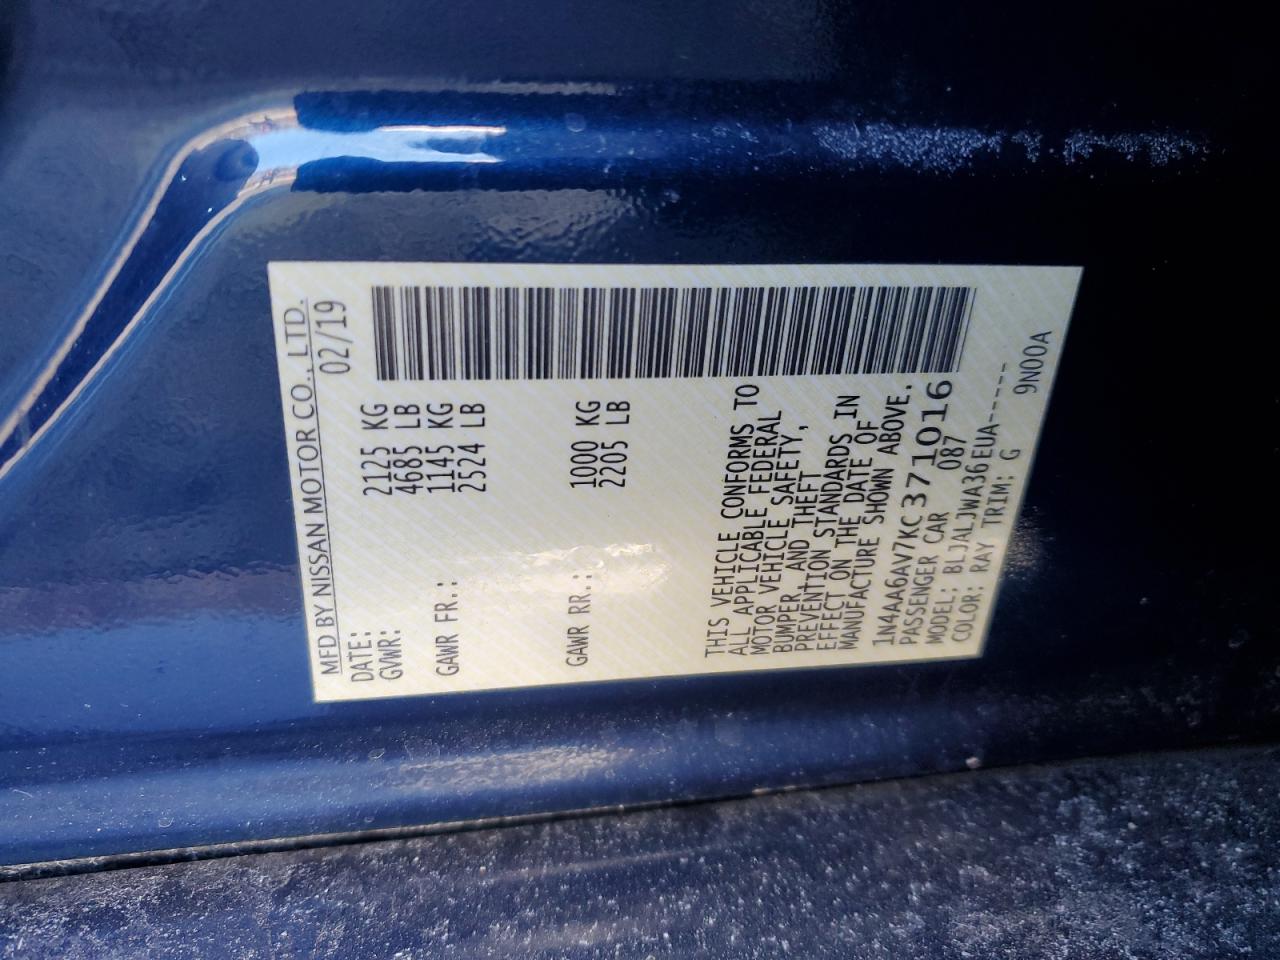 MFD BY NISSAN MOTOR CO., LTD.
DATE: 02/19
GVWR: 2125 KG
4685 LB
GAWR FR.: 1145 KG
2524 LB
GAWR RR.: 1000 KG
2205 LB
THIS VEHICLE CONFORMS TO
ALL APPLICABLE FEDERAL
MOTOR VEHICLE SAFETY,
BUMPER, AND THEFT
PREVENTION STANDARDS IN
EFFECT ON THE DATE OF
MANUFACTURE SHOWN ABOVE.
1N4AA6AV7KC371016
PASSENGER CAR 087
MODEL: BLJALJWA36EUA------
COLOR: RAY TRIM: G 9N00A